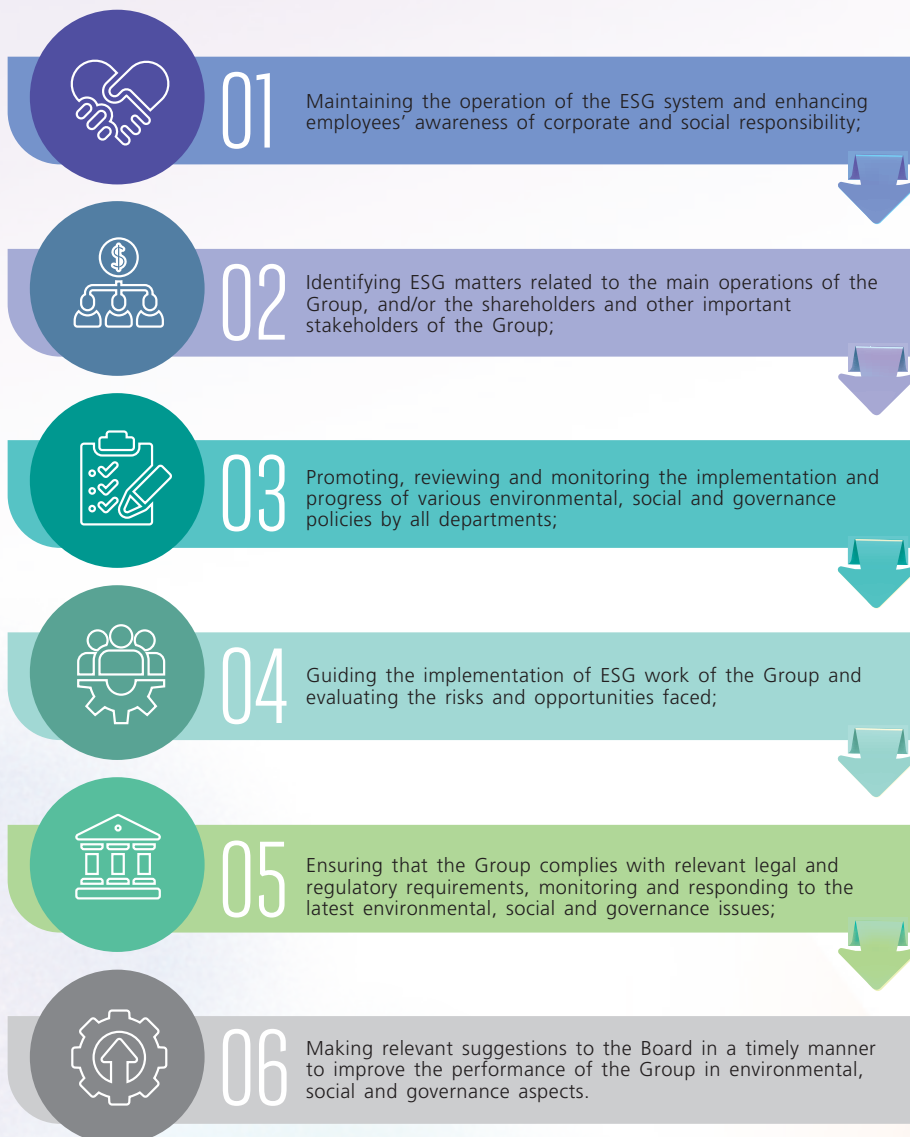 01
Maintaining the operation of the ESG system and enhancing
employees’ awareness of corporate and social responsibility;
$
02
Identifying ESG matters related to the main operations of the
Group, and/or the shareholders and other important
stakeholders of the Group;
03
Promoting, reviewing and monitoring the implementation and
progress of various environmental, social and governance
policies by all departments;
04
Guiding the implementation of ESG work of the Group and
evaluating the risks and opportunities faced;
05
Ensuring that the Group complies with relevant legal and
regulatory requirements, monitoring and responding to the
latest environmental, social and governance issues;
06
Making relevant suggestions to the Board in a timely manner
to improve the performance of the Group in environmental,
social and governance aspects.